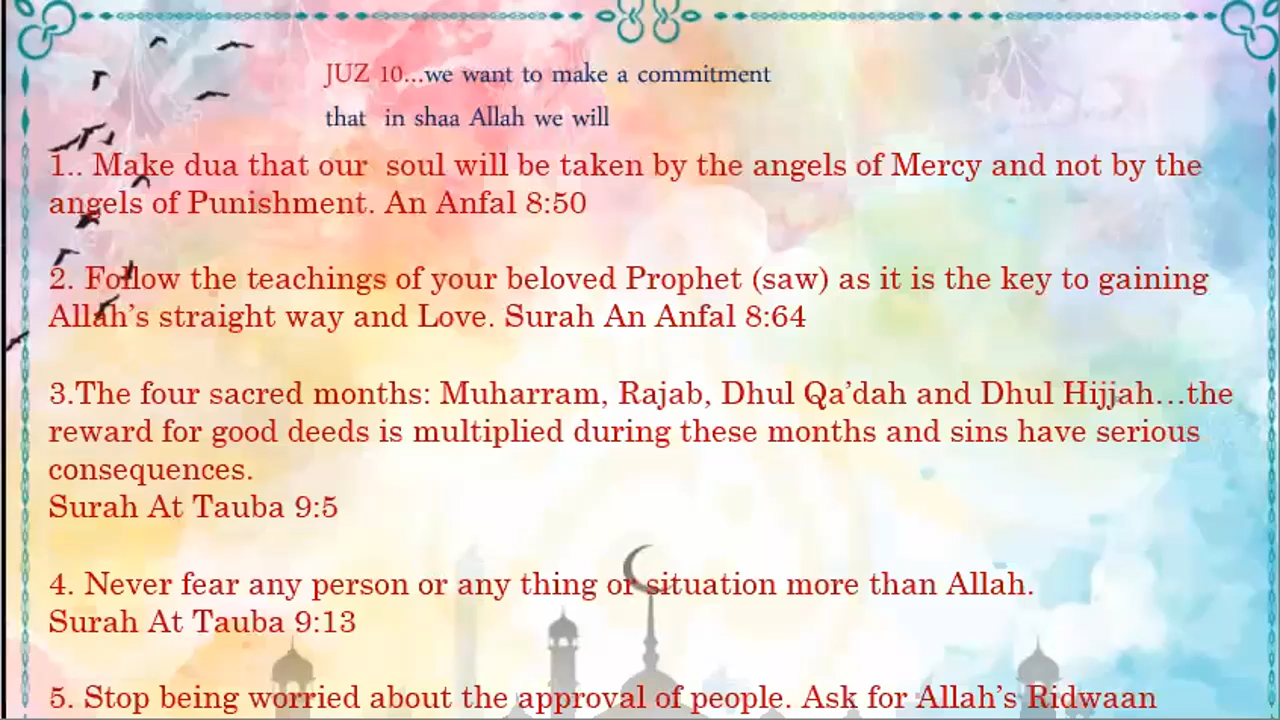 JUZ 10...we want to make a commitment
that in shaa Allah we will
1.. Make dua that our soul will be taken by the angels of Mercy and not by the
angels of Punishment. An Anfal 8:50
2. Follow the teachings of your beloved Prophet (saw) as it is the key to gaining
Allah's straight way and Love. Surah An Anfal 8:64
3.The four sacred months: Muharram, Rajab, Dhul Qa'dah and Dhul Hijjah...the
reward for good deeds is multiplied during these months and sins have serious
consequences.
Surah At Tauba 9:5
4. Never fear any person or any thing or situation more than Allah.
Surah At Tauba 9:13
5. Stop being worried about the approval of people. Ask for Allah's Ridwaan